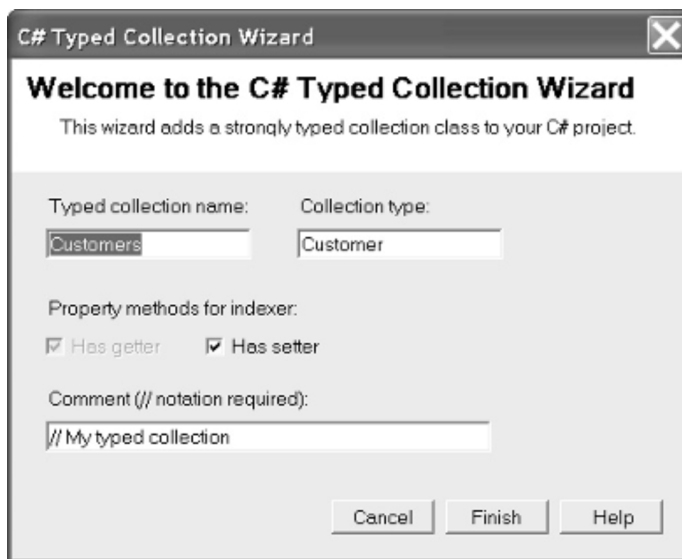 C# Typed Collection Wizard
Welcome to the C# Typed Collection Wizard
This wizard adds a strongly typed collection class to your C# project.
Typed collection name: Collection type:
Customers Customer
Property methods for indexer:
Has getter Has setter
Comment (// notation required):
// My typed collection
Cancel Finish Help